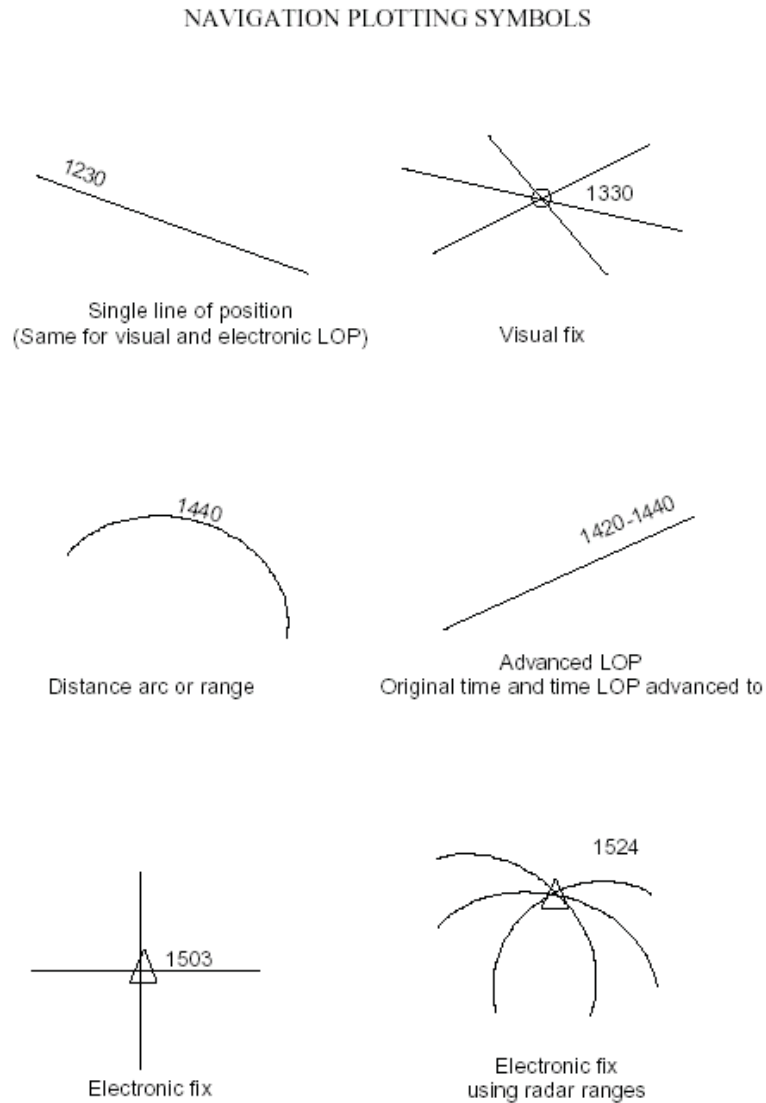 NAVIGATION PLOTTING SYMBOLS
1230
1330
Single line of position
(Same for visual and electronic LOP)
Visual fix
1440
1420-1440
Distance arc or range
Advanced LOP
Original time and time LOP advanced to
1503
1524
Electronic fix
Electronic fix
using radar ranges